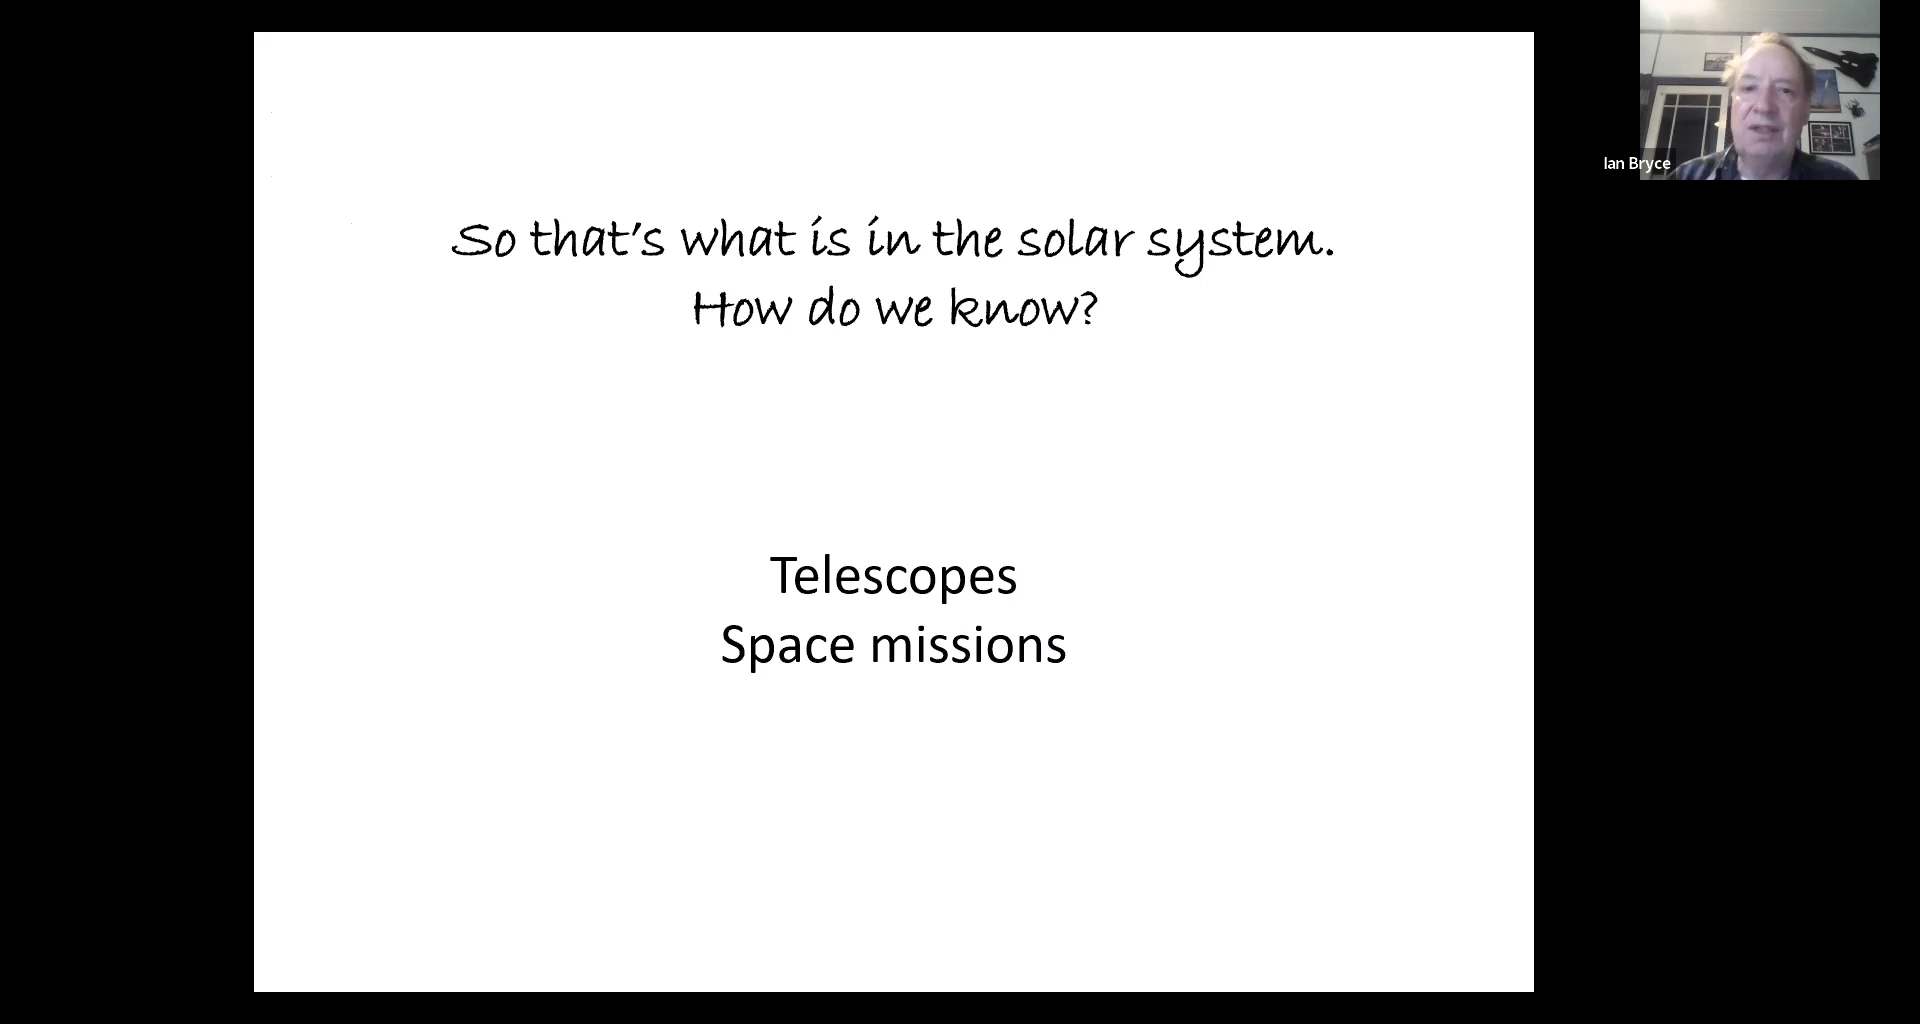 So that's what is in the solar system.
How do we know?
Telescopes
Space missions
Ian Bryce